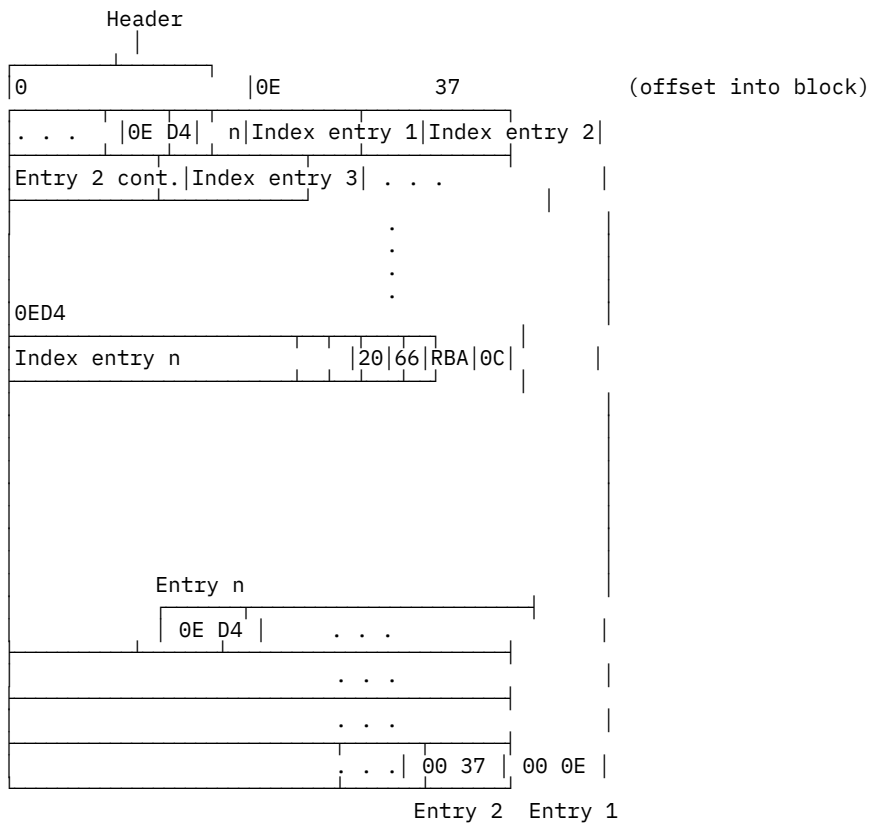 Header
0 0E 37 (offset into block)
. . . 0E D4 n Index entry 1 Index entry 2
Entry 2 cont. Index entry 3 . . .
.
.
.
.
0ED4
Index entry n 20 66 RBA 0C
Entry n
0E D4 . . .
. . .
. . .
. . . 00 37 00 0E
Entry 2 Entry 1